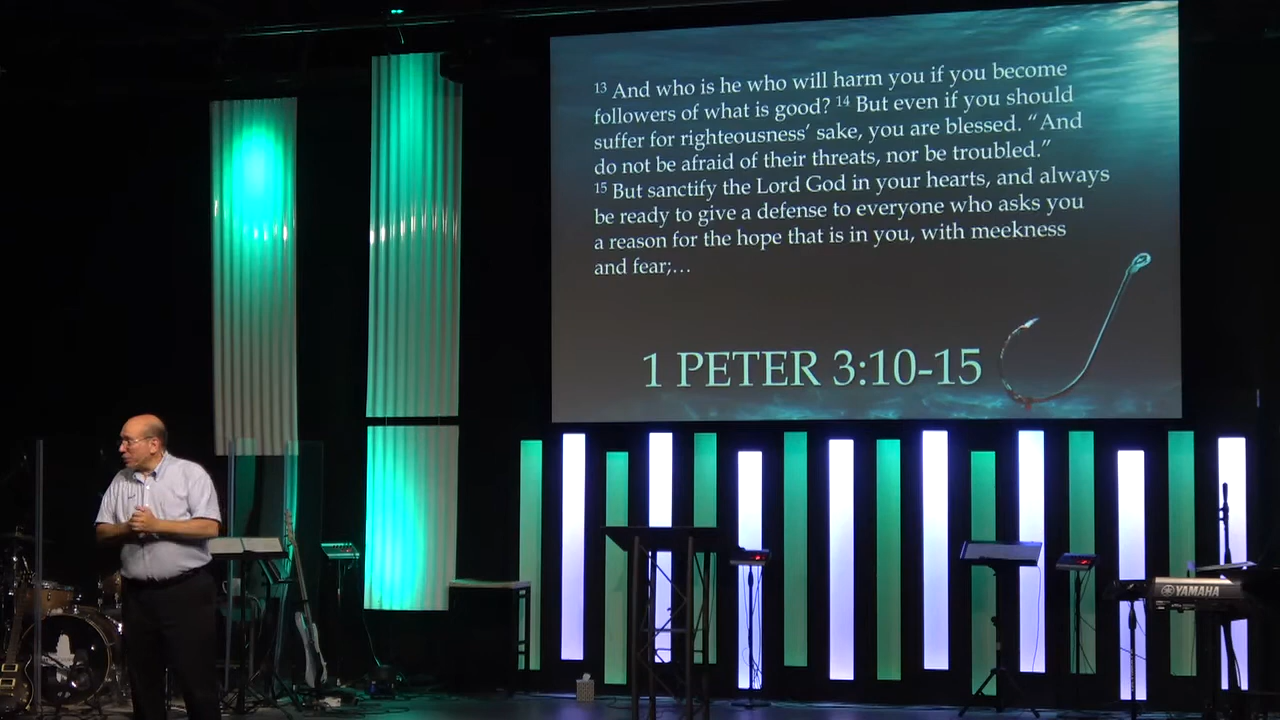 13 And who is he who will harm you if you become
followers of what is good? 14 But even if you should
suffer for righteousness’ sake, you are blessed. “And
do not be afraid of their threats, nor be troubled.”
15 But sanctify the Lord God in your hearts, and always
be ready to give a defense to everyone who asks you
a reason for the hope that is in you, with meekness
and fear;…
1 PETER 3:10-15
YAMAHA